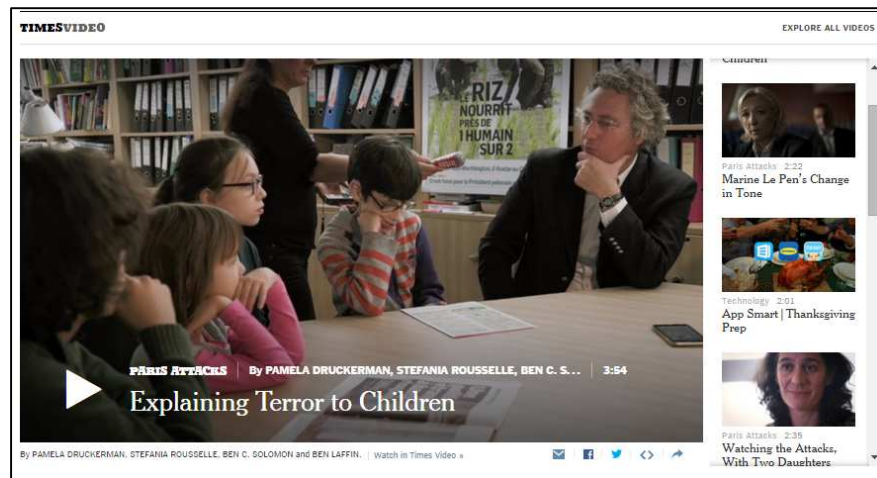 TIMESVIDEO
EXPLORE ALL VIDEOS
LE RIZ
NOURRIT
PRÈS DE
1 HUMAIN
SUR 2
PARIS ATTACKS | By PAMELA DRUCKERMAN, STEFANIA ROUSSELLE, BEN C. S... | 3:54
Explaining Terror to Children
By PAMELA DRUCKERMAN, STEFANIA ROUSSELLE, BEN C. SOLOMON and BEN LAFFIN. | Watch in Times Video »
Children
Paris Attacks 2:22
Marine Le Pen's Change
in Tone
Technology 2:01
App Smart | Thanksgiving
Prep
Paris Attacks 2:35
Watching the Attacks,
With Two Daughters